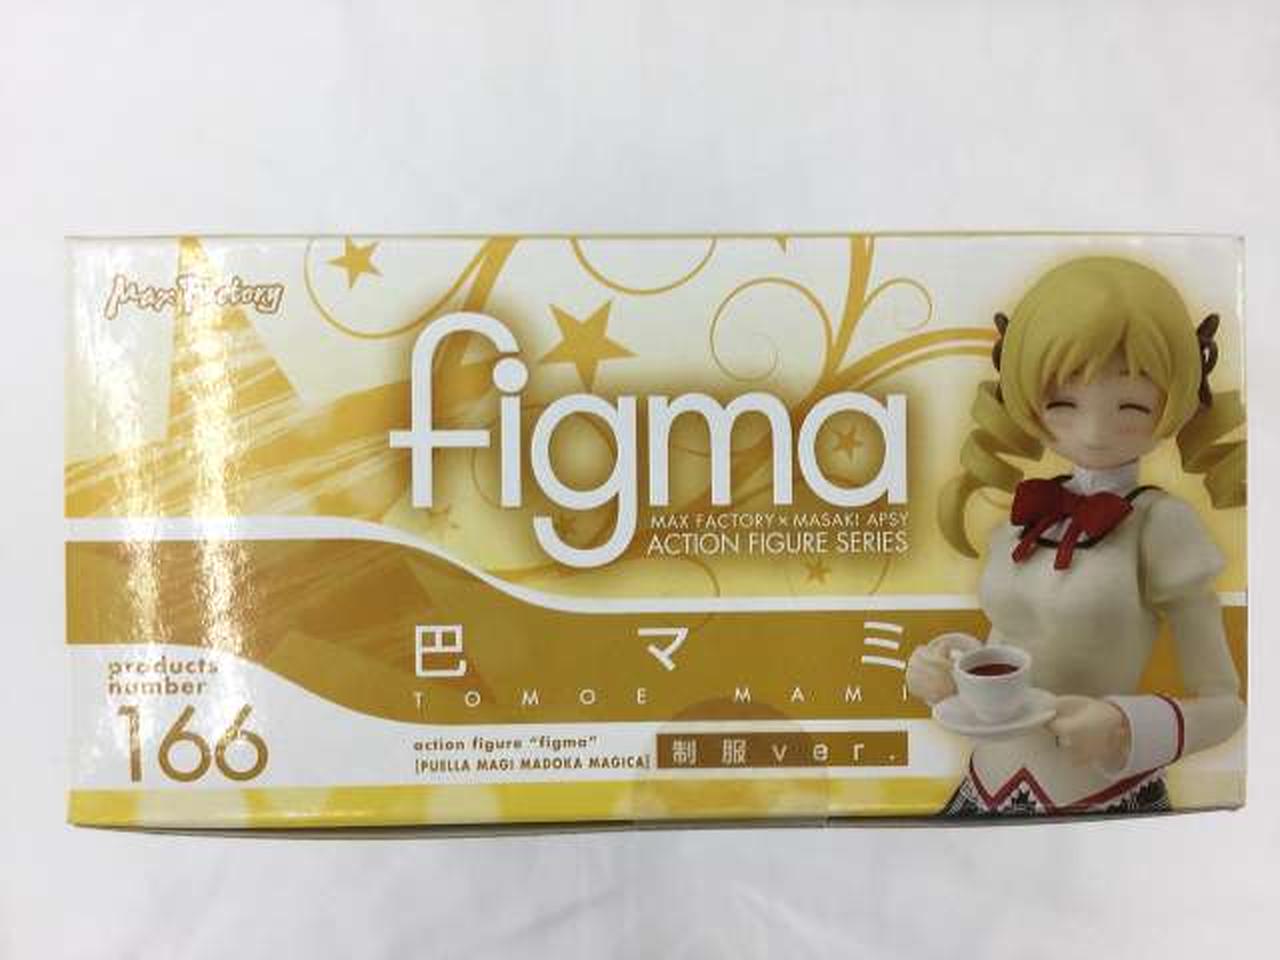 Max Factory
figma
MAX FACTORY×MASAKI APSY
ACTION FIGURE SERIES
巴マミ
TOMOE MAMI
products
number
166
action figure "figma"
[PUELLA MAGI MADOKA MAGICA]
制服ver.